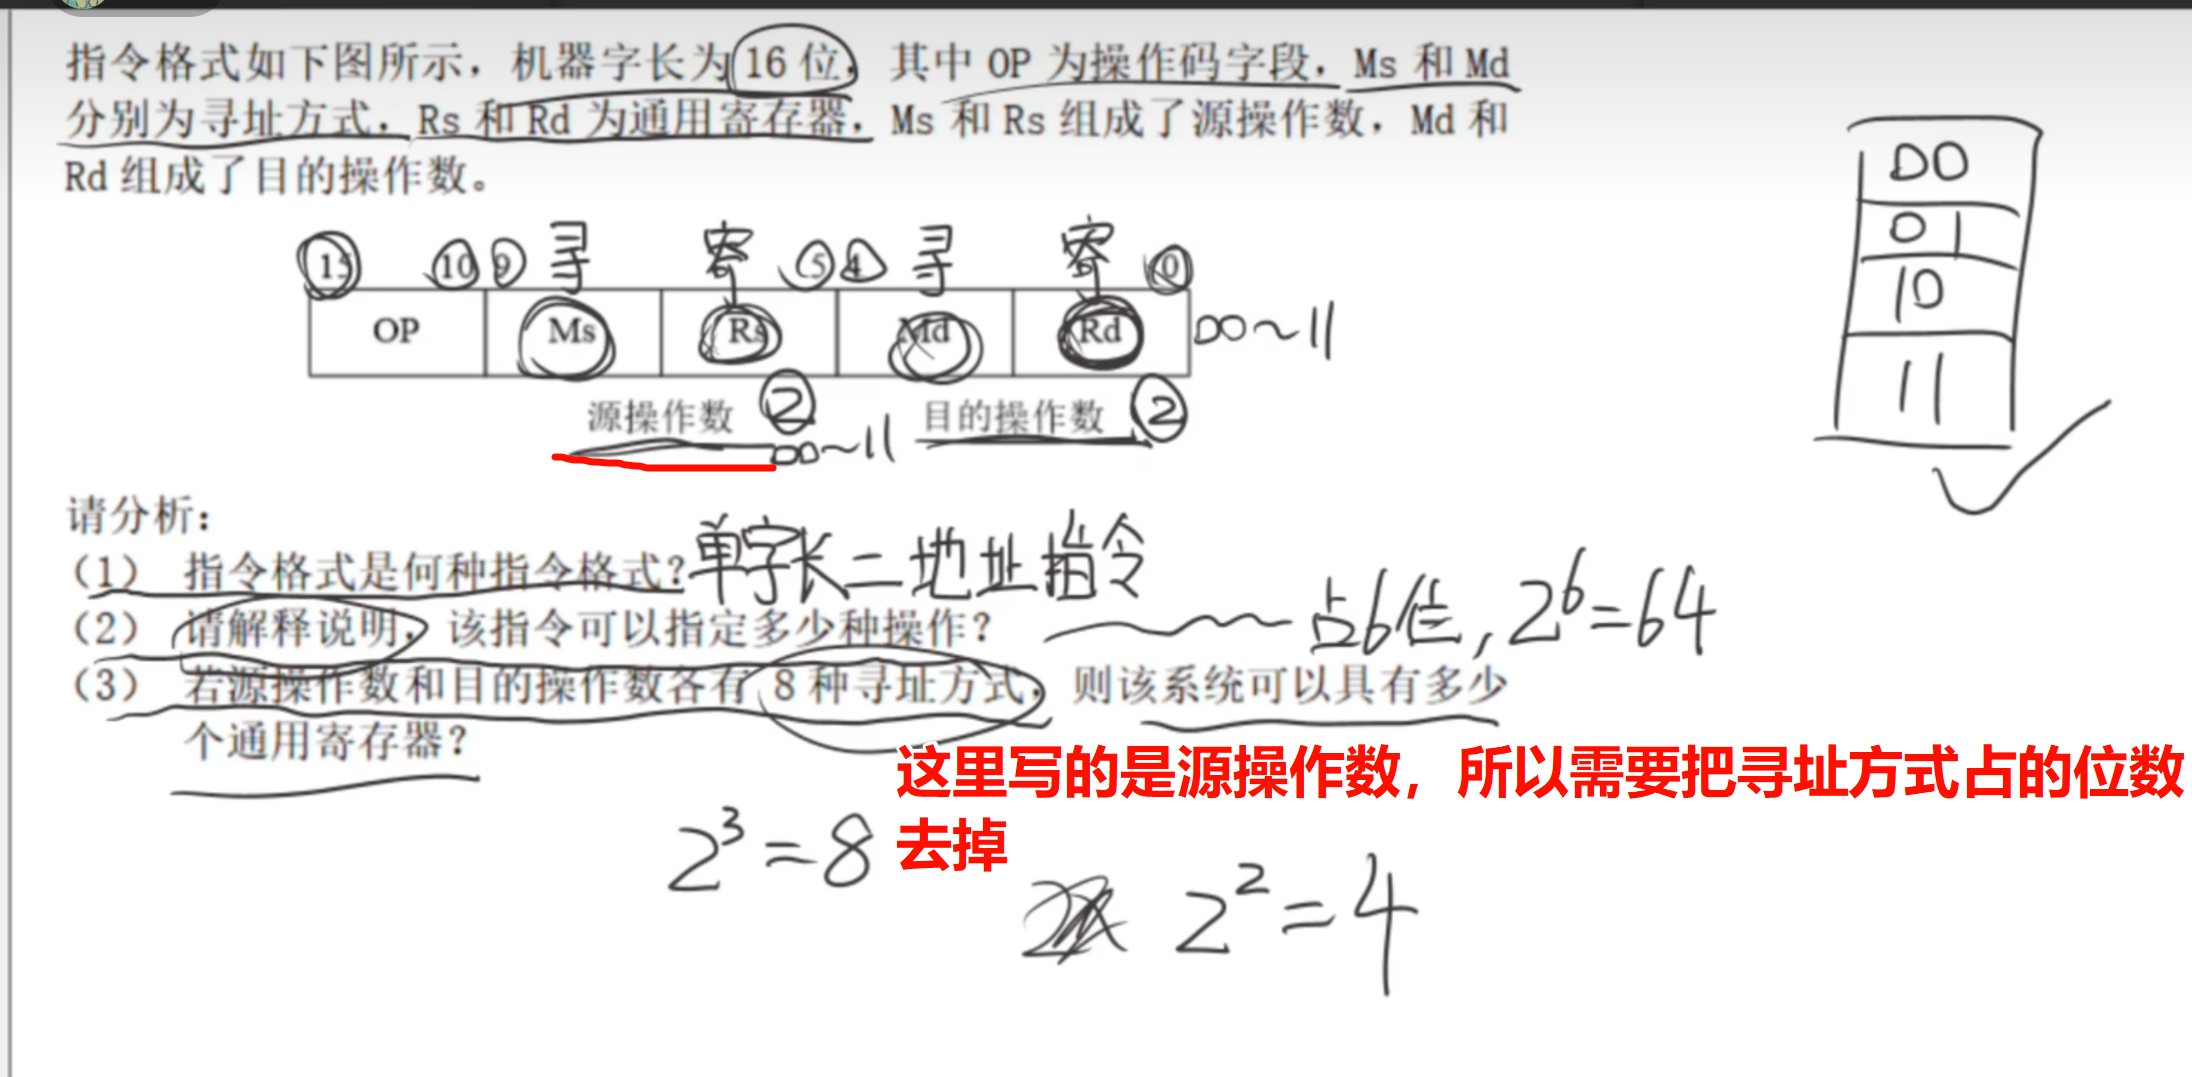 指令格式如下图所示，机器字长为 16 位，其中 OP 为操作码字段，Ms 和 Md
分别为寻址方式，Rs 和 Rd 为通用寄存器，Ms 和 Rs 组成了源操作数，Md 和
Rd 组成了目的操作数。
00
01
10
11
寻 寄 寻 寄
15 10 9 5 4 0
OP Ms Rs Md Rd 00~11
源操作数 2 目的操作数 2
00~11
请分析：
（1） 指令格式是何种指令格式？单字长二地址指令
（2） 请解释说明，该指令可以指定多少种操作？ 占6位，2^6=64
（3） 若源操作数和目的操作数各有 8 种寻址方式，则该系统可以具有多少
个通用寄存器？
这里写的是源操作数，所以需要把寻址方式占的位数
去掉
2^3=8
2^2=4